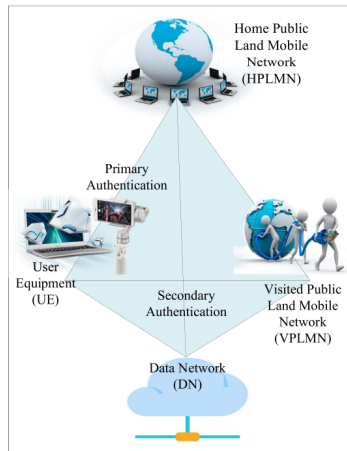 Home Public
Land Mobile
Network
(HPLMN)
Primary
Authentication
User
Equipment
(UE)
Secondary
Authentication
Visited Public
Land Mobile
Network
(VPLMN)
Data Network
(DN)